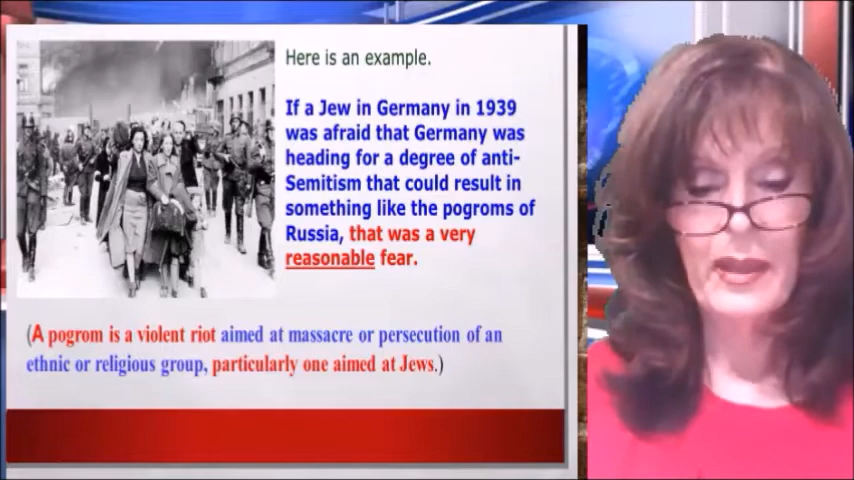 Here is an example.
If a Jew in Germany in 1939
was afraid that Germany was
heading for a degree of anti-
Semitism that could result in
something like the pogroms of
Russia, that was a very
reasonable fear.
(A pogrom is a violent riot aimed at massacre or persecution of an
ethnic or religious group, particularly one aimed at Jews.)